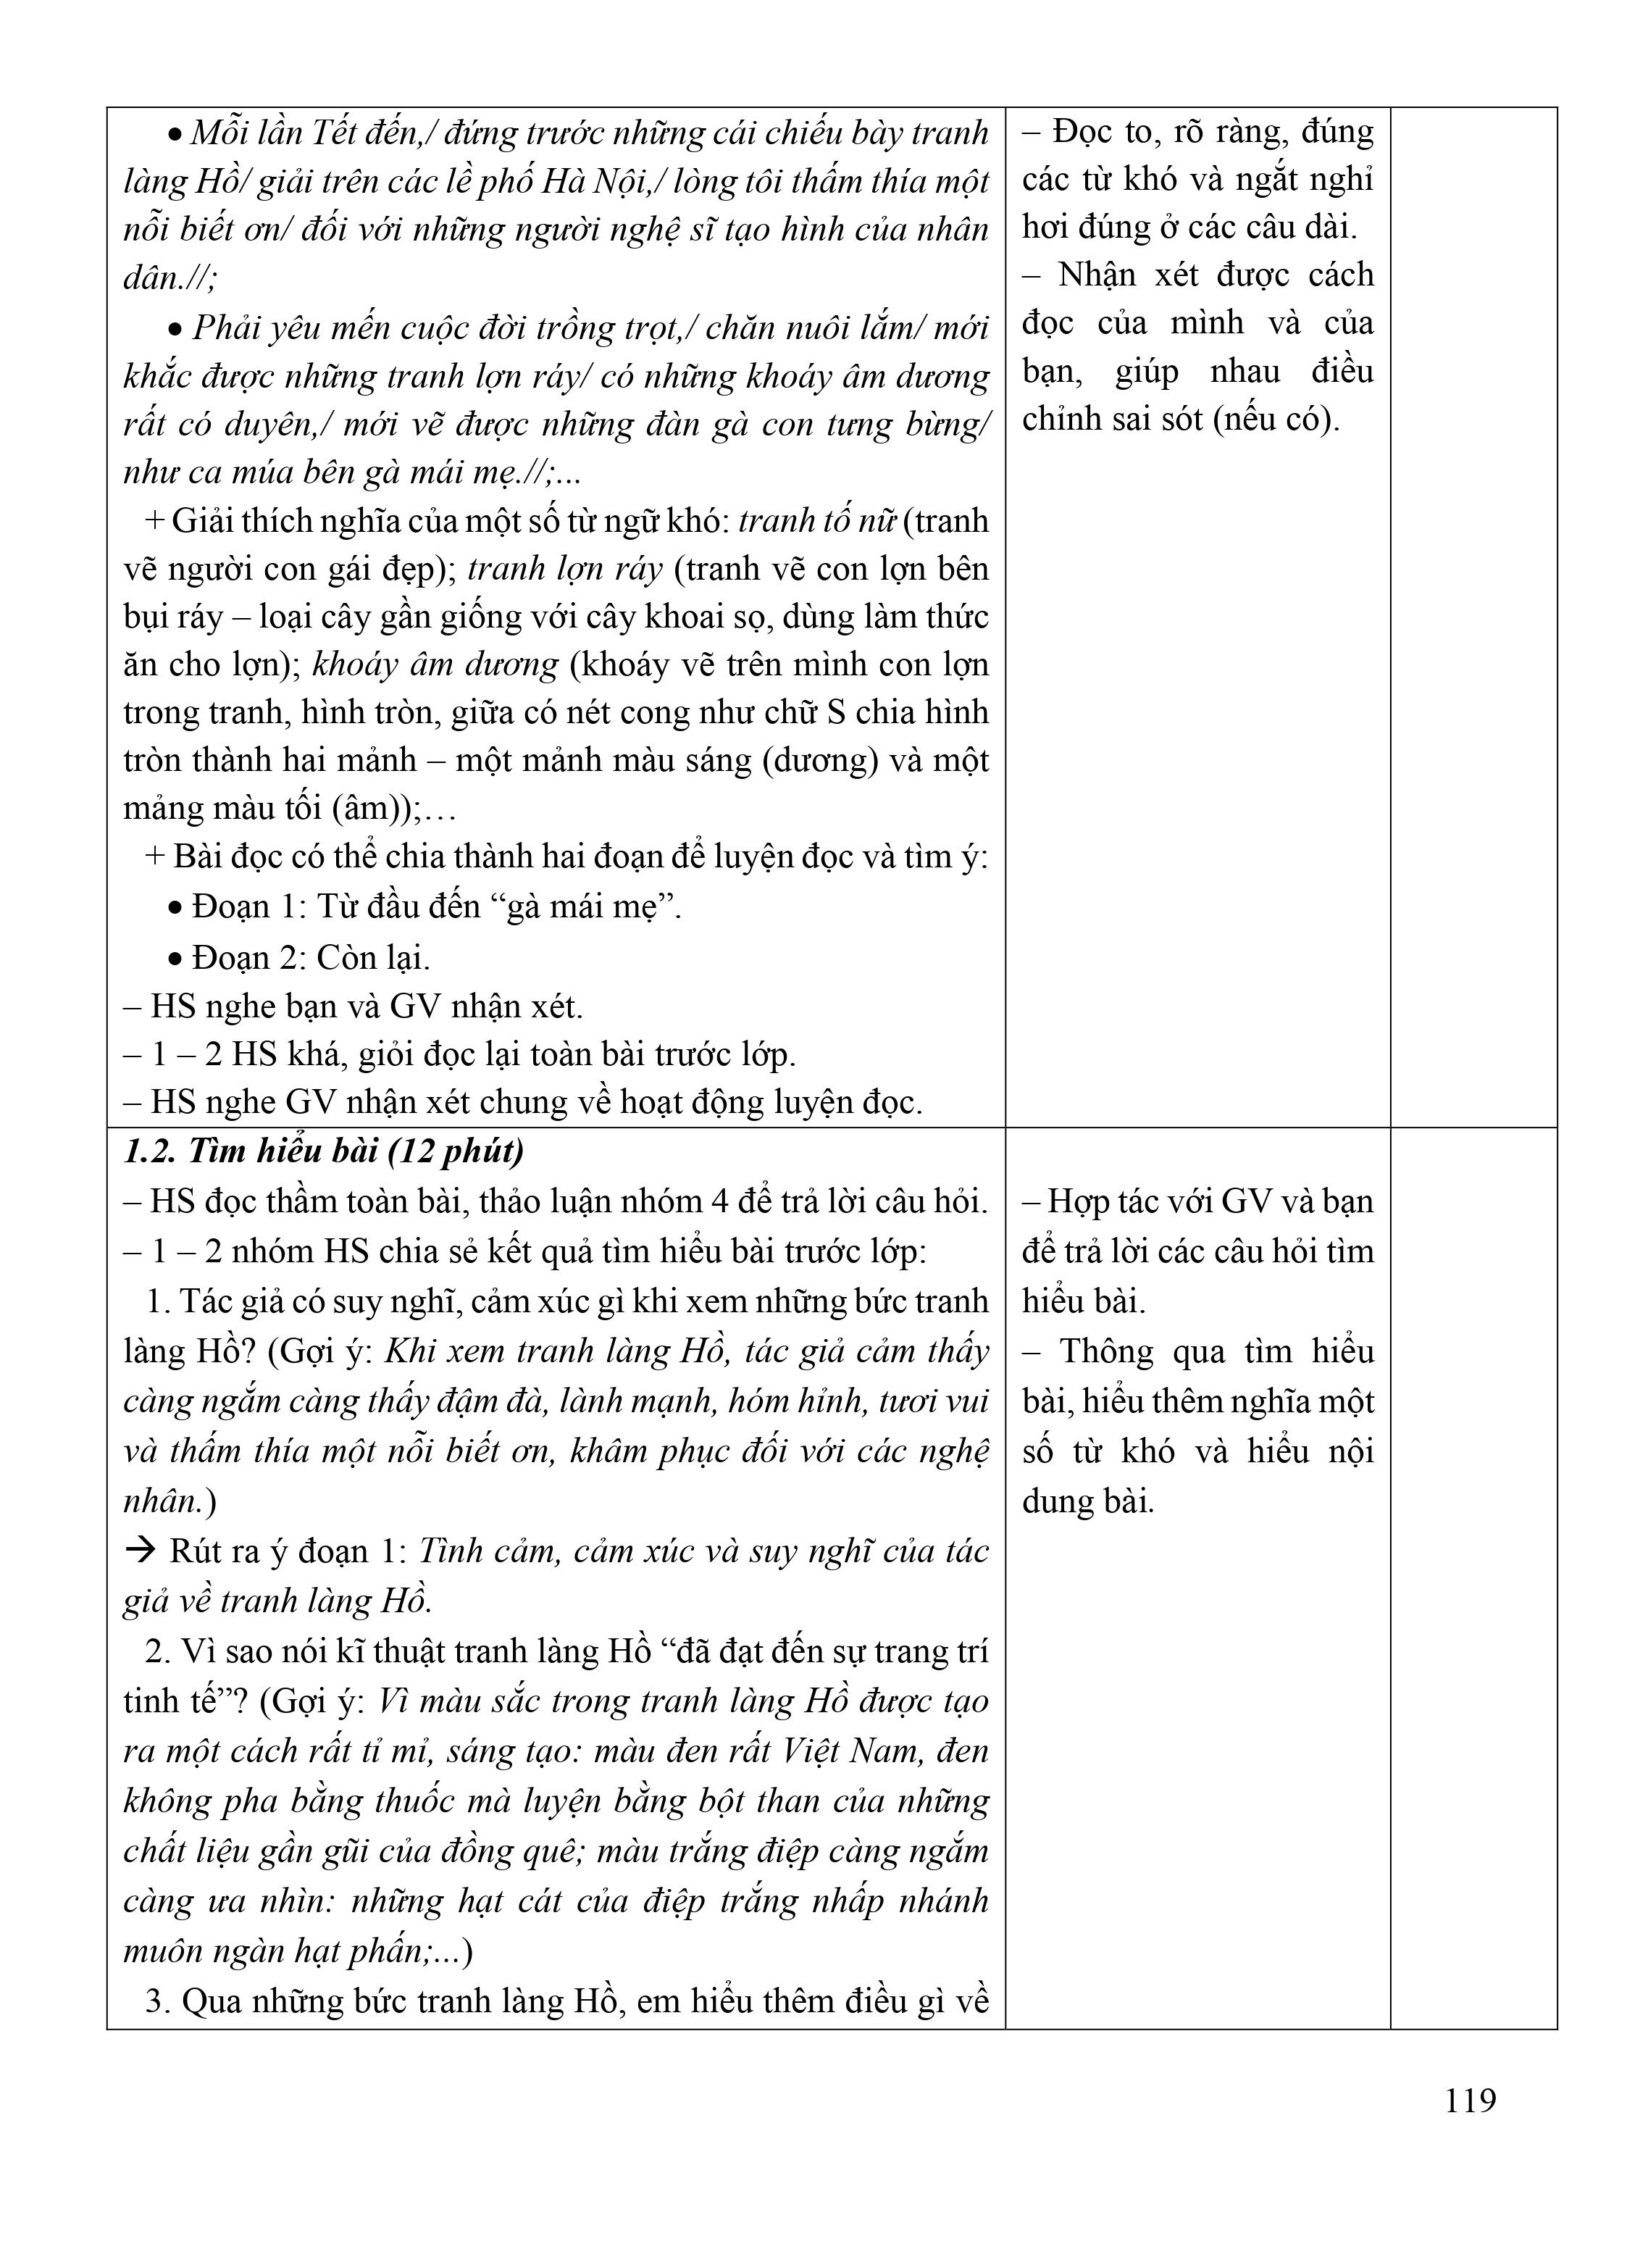 • Mỗi lần Tết đến,/ đứng trước những cái chiếu bày tranh
làng Hồ/ giải trên các lề phố Hà Nội,/ lòng tôi thấm thía một
nỗi biết ơn/ đối với những người nghệ sĩ tạo hình của nhân
dân.//;
• Phải yêu mến cuộc đời trồng trọt,/ chăn nuôi lắm/ mới
khắc được những tranh lợn ráy/ có những khoáy âm dương
rất có duyên,/ mới vẽ được những đàn gà con tưng bừng/
như ca múa bên gà mái mẹ.//;...
+ Giải thích nghĩa của một số từ ngữ khó: tranh tố nữ (tranh
vẽ người con gái đẹp); tranh lợn ráy (tranh vẽ con lợn bên
bụi ráy – loại cây gần giống với cây khoai sọ, dùng làm thức
ăn cho lợn); khoáy âm dương (khoáy vẽ trên mình con lợn
trong tranh, hình tròn, giữa có nét cong như chữ S chia hình
tròn thành hai mảnh – một mảnh màu sáng (dương) và một
mảng màu tối (âm));…
+ Bài đọc có thể chia thành hai đoạn để luyện đọc và tìm ý:
• Đoạn 1: Từ đầu đến “gà mái mẹ”.
• Đoạn 2: Còn lại.
– HS nghe bạn và GV nhận xét.
– 1 – 2 HS khá, giỏi đọc lại toàn bài trước lớp.
– HS nghe GV nhận xét chung về hoạt động luyện đọc.
– Đọc to, rõ ràng, đúng
các từ khó và ngắt nghỉ
hơi đúng ở các câu dài.
– Nhận xét được cách
đọc của mình và của
bạn, giúp nhau điều
chỉnh sai sót (nếu có).
1.2. Tìm hiểu bài (12 phút)
– HS đọc thầm toàn bài, thảo luận nhóm 4 để trả lời câu hỏi.
– 1 – 2 nhóm HS chia sẻ kết quả tìm hiểu bài trước lớp:
1. Tác giả có suy nghĩ, cảm xúc gì khi xem những bức tranh
làng Hồ? (Gợi ý: Khi xem tranh làng Hồ, tác giả cảm thấy
càng ngắm càng thấy đậm đà, lành mạnh, hóm hỉnh, tươi vui
và thấm thía một nỗi biết ơn, khâm phục đối với các nghệ
nhân.)
→ Rút ra ý đoạn 1: Tình cảm, cảm xúc và suy nghĩ của tác
giả về tranh làng Hồ.
2. Vì sao nói kĩ thuật tranh làng Hồ “đã đạt đến sự trang trí
tinh tế”? (Gợi ý: Vì màu sắc trong tranh làng Hồ được tạo
ra một cách rất tỉ mỉ, sáng tạo: màu đen rất Việt Nam, đen
không pha bằng thuốc mà luyện bằng bột than của những
chất liệu gần gũi của đồng quê; màu trắng điệp càng ngắm
càng ưa nhìn: những hạt cát của điệp trắng nhấp nhánh
muôn ngàn hạt phấn;...)
3. Qua những bức tranh làng Hồ, em hiểu thêm điều gì về
– Hợp tác với GV và bạn
để trả lời các câu hỏi tìm
hiểu bài.
– Thông qua tìm hiểu
bài, hiểu thêm nghĩa một
số từ khó và hiểu nội
dung bài.
119